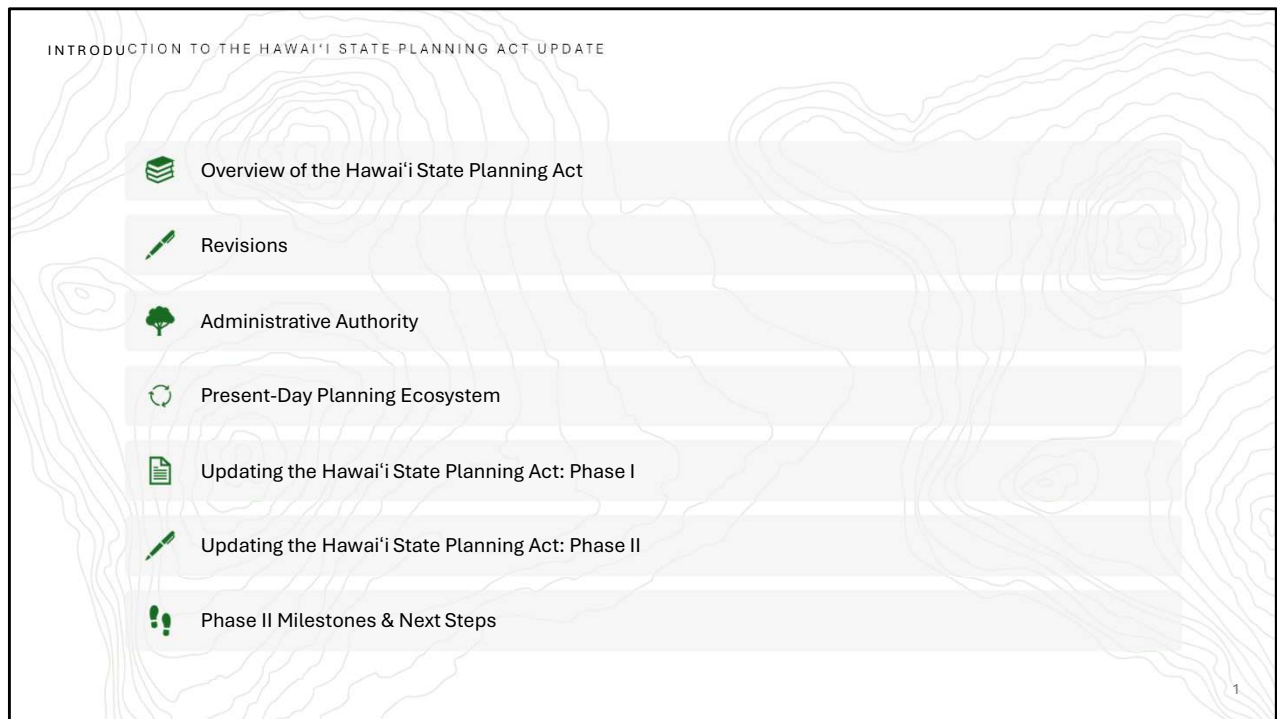 INTRODUCTION TO THE HAWAIʻI STATE PLANNING ACT UPDATE
Overview of the Hawaiʻi State Planning Act
Revisions
Administrative Authority
Present-Day Planning Ecosystem
Updating the Hawaiʻi State Planning Act: Phase I
Updating the Hawaiʻi State Planning Act: Phase II
Phase II Milestones & Next Steps
1